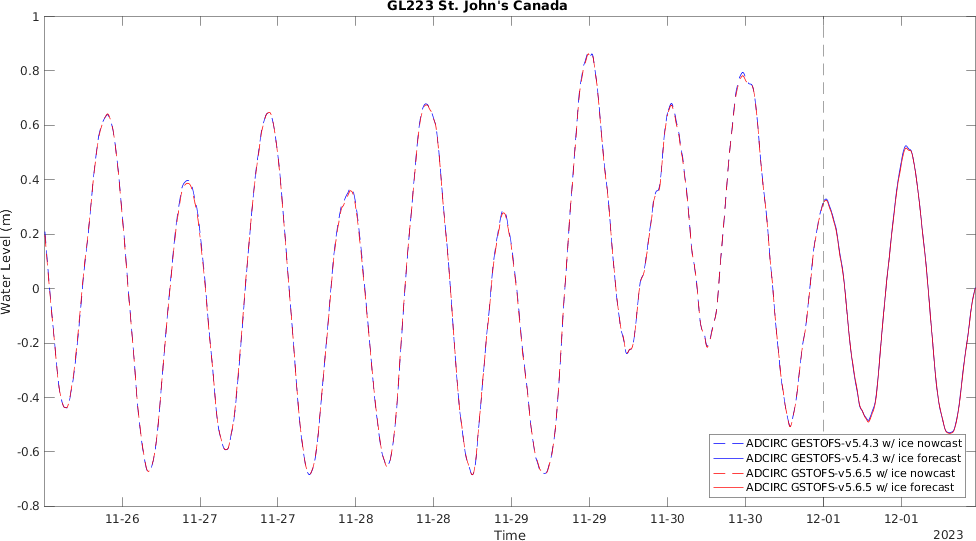 GL223 St. John's Canada
Water Level (m)
1
0.8
0.6
0.4
0.2
0
-0.2
-0.4
-0.6
-0.8
ADCIRC GESTOFS-v5.4.3 w/ ice nowcast
ADCIRC GESTOFS-v5.4.3 w/ ice forecast
ADCIRC GSTOFS-v5.6.5 w/ ice nowcast
ADCIRC GSTOFS-v5.6.5 w/ ice forecast
11-26 11-27 11-27 11-28 11-28 11-29 11-29 11-30 11-30 12-01 12-01
Time
2023